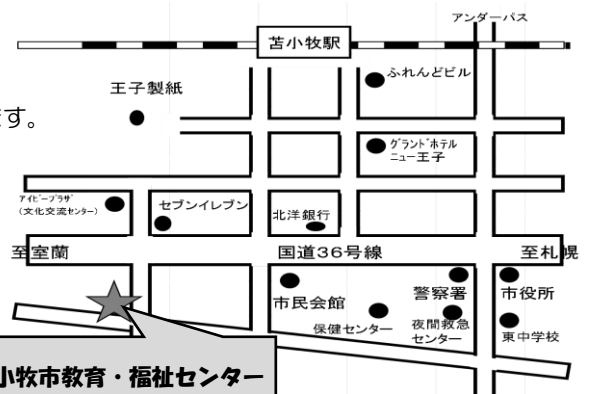 アンダーパス
苫小牧駅
ふれんどビル
王子製紙
す。
グランドホテル
ニュー王子
アイビープラザ
(文化交流センター)
セブンイレブン
北洋銀行
至室蘭
国道36号線
至札幌
市民会館
警察署
市役所
保健センター
夜間救急
センター
東中学校
小牧市教育・福祉センター